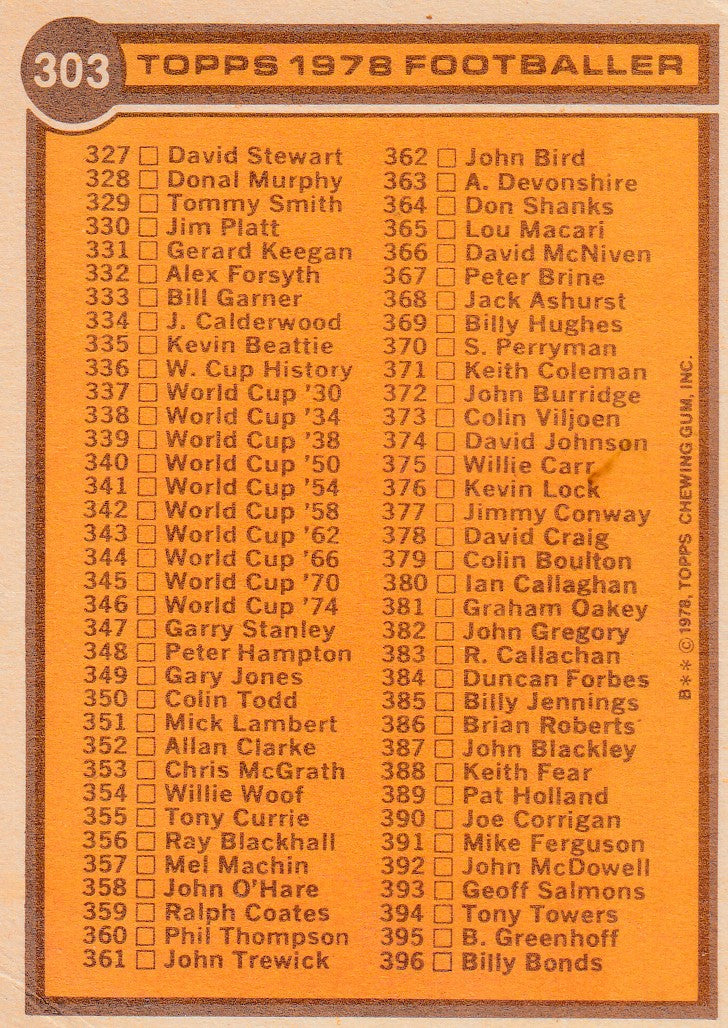 303
TOPPS 1978 FOOTBALLER
327 □ David Stewart
328 □ Donal Murphy
329 □ Tommy Smith
330 □ Jim Platt
331 □ Gerard Keegan
332 □ Alex Forsyth
333 □ Bill Garner
334 □ J. Calderwood
335 □ Kevin Beattie
336 □ W. Cup History
337 □ World Cup '30
338 □ World Cup '34
339 □ World Cup '38
340 □ World Cup '50
341 □ World Cup '54
342 □ World Cup '58
343 □ World Cup '62
344 □ World Cup '66
345 □ World Cup '70
346 □ World Cup '74
347 □ Garry Stanley
348 □ Peter Hampton
349 □ Gary Jones
350 □ Colin Todd
351 □ Mick Lambert
352 □ Allan Clarke
353 □ Chris McGrath
354 □ Willie Woof
355 □ Tony Currie
356 □ Ray Blackhall
357 □ Mel Machin
358 □ John O'Hare
359 □ Ralph Coates
360 □ Phil Thompson
361 □ John Trewick
362 □ John Bird
363 □ A. Devonshire
364 □ Don Shanks
365 □ Lou Macari
366 □ David McNiven
367 □ Peter Brine
368 □ Jack Ashurst
369 □ Billy Hughes
370 □ S. Perryman
371 □ Keith Coleman
372 □ John Burridge
373 □ Colin Viljoen
374 □ David Johnson
375 □ Willie Carr
376 □ Kevin Lock
377 □ Jimmy Conway
378 □ David Craig
379 □ Colin Boulton
380 □ Ian Callaghan
381 □ Graham Oakey
382 □ John Gregory
383 □ R. Callachan
384 □ Duncan Forbes
385 □ Billy Jennings
386 □ Brian Roberts
387 □ John Blackley
388 □ Keith Fear
389 □ Pat Holland
390 □ Joe Corrigan
391 □ Mike Ferguson
392 □ John McDowell
393 □ Geoff Salmons
394 □ Tony Towers
395 □ B. Greenhoff
396 □ Billy Bonds
B** © 1978, TOPPS CHEWING GUM, INC.